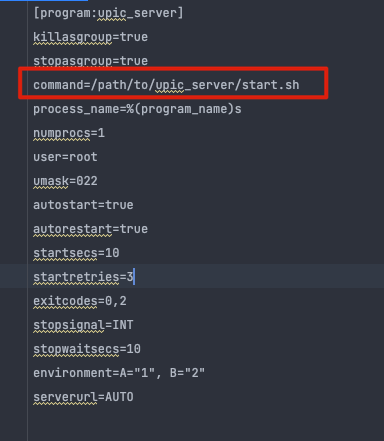 [program:upic_server]
killasgroup=true
stopasgroup=true
command=/path/to/upic_server/start.sh
process_name=%(program_name)s
numprocs=1
user=root
umask=022
autostart=true
autorestart=true
startsecs=10
startretries=3
exitcodes=0,2
stopsignal=INT
stopwaitsecs=10
environment=A="1", B="2"
serverurl=AUTO